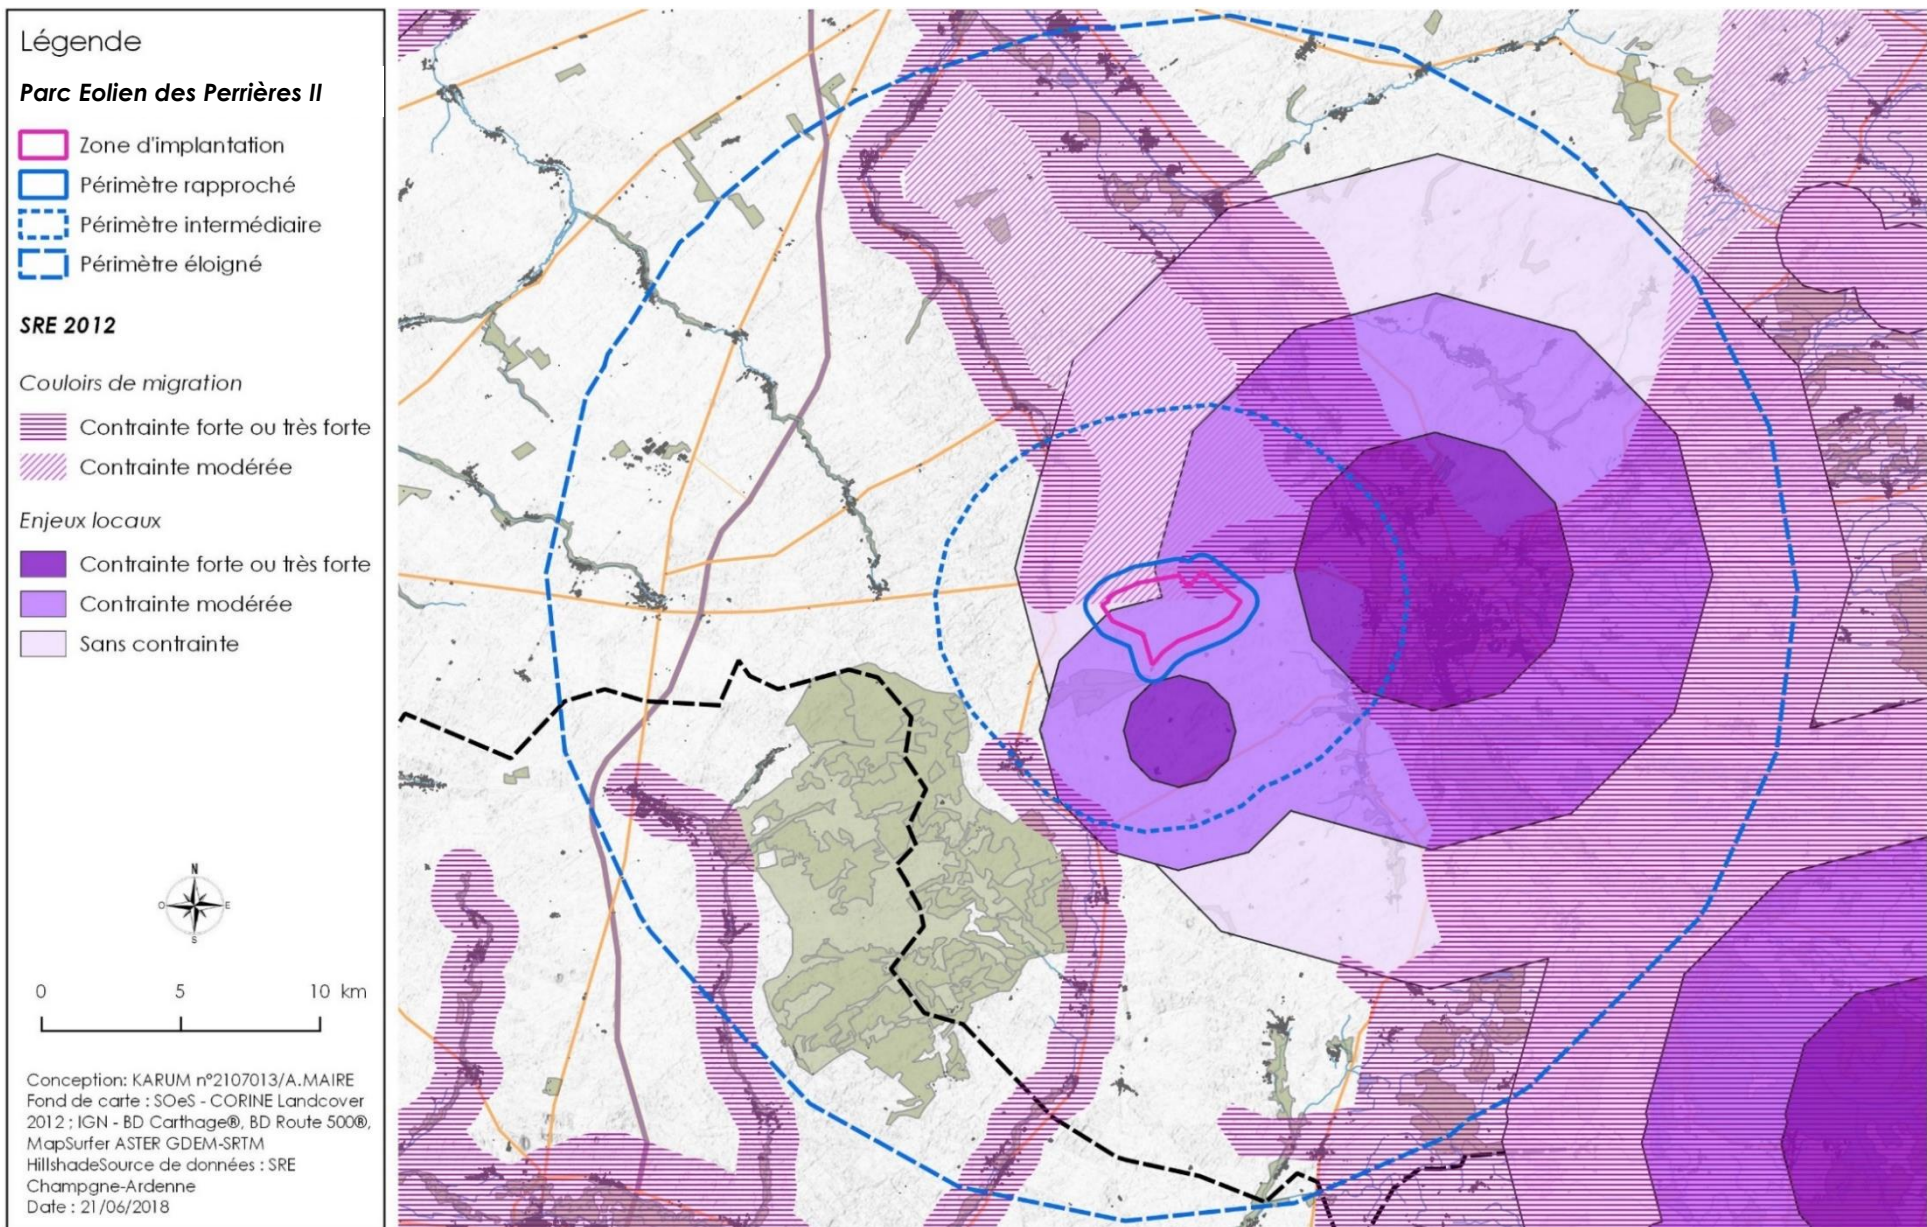 Légende
Parc Eolien des Perrières II
Zone d'implantation
Périmètre rapproché
Périmètre intermédiaire
Périmètre éloigné
SRE 2012
Couloirs de migration
Contrainte forte ou très forte
Contrainte modérée
Enjeux locaux
Contrainte forte ou très forte
Contrainte modérée
Sans contrainte
N
O E
S
0 5 10 km
Conception: KARUM n°2107013/A.MAIRE
Fond de carte : SOeS - CORINE Landcover
2012 ; IGN - BD Carthage®, BD Route 500®,
MapSurfer ASTER GDEM-SRTM
HillshadeSource de données : SRE
Champgne-Ardenne
Date : 21/06/2018